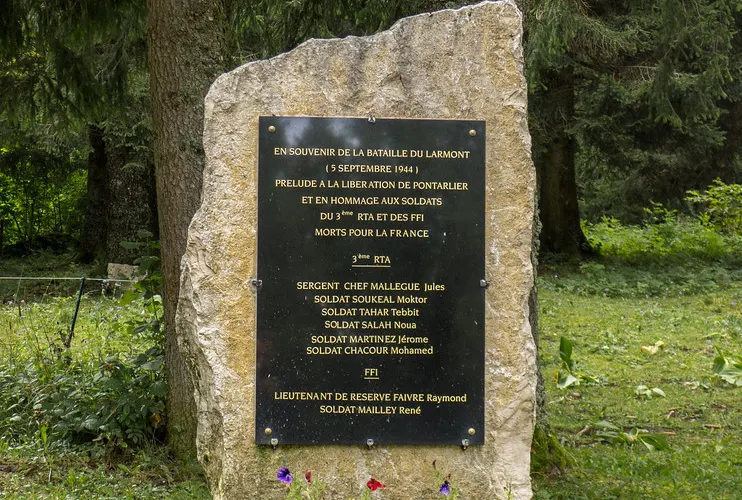 EN SOUVENIR DE LA BATAILLE DU LARMONT
( 5 SEPTEMBRE 1944 )
PRELUDE A LA LIBERATION DE PONTARLIER
ET EN HOMMAGE AUX SOLDATS
DU 3ème RTA ET DES FFI
MORTS POUR LA FRANCE
3ème RTA
SERGENT CHEF MALLEGUE Jules
SOLDAT SOUKEAL Moktor
SOLDAT TAHAR Tebbit
SOLDAT SALAH Noua
SOLDAT MARTINEZ Jérome
SOLDAT CHACOUR Mohamed
FFI
LIEUTENANT DE RESERVE FAIVRE Raymond
SOLDAT MAILLEY René